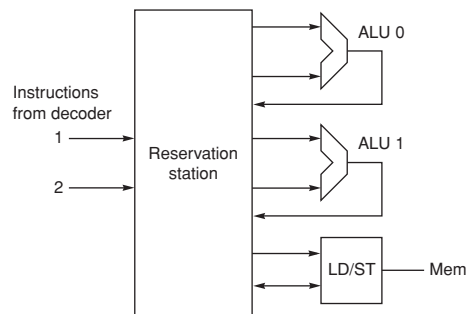 ALU 0
Instructions
from decoder
1
2
Reservation
station
ALU 1
LD/ST
Mem